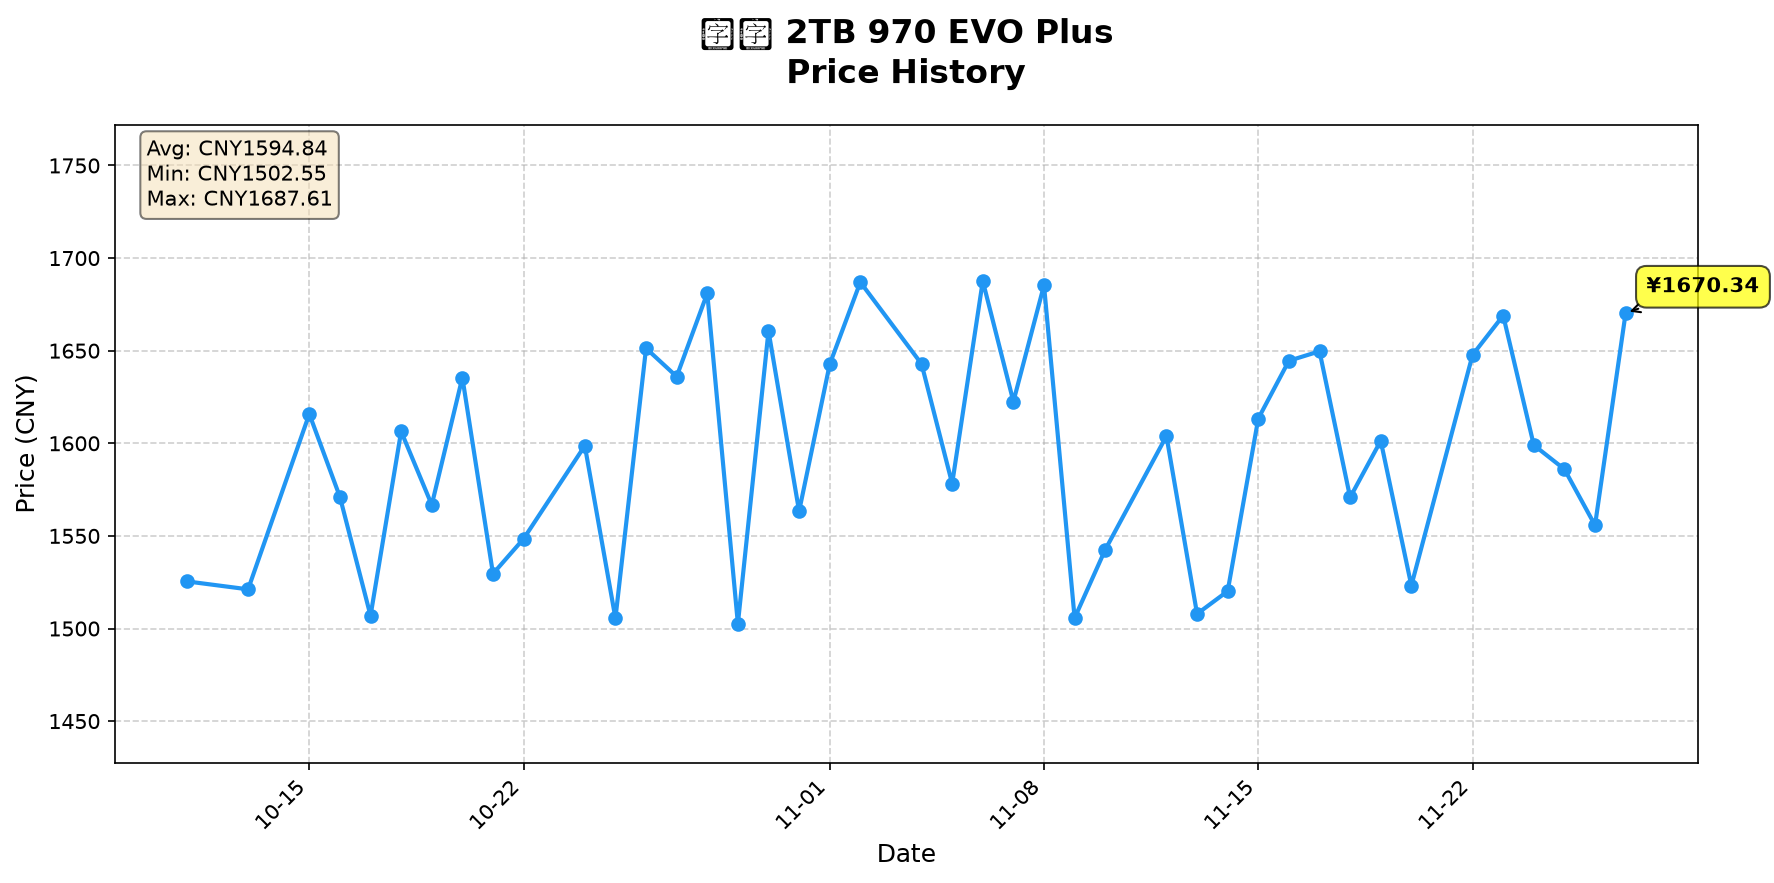 2TB 970 EVO Plus
Price History
Avg: CNY1594.84
Min: CNY1502.55
Max: CNY1687.61
¥1670.34
1750
1700
1650
1600
1550
1500
1450
Price (CNY)
10-15
10-22
11-01
11-08
11-15
11-22
Date